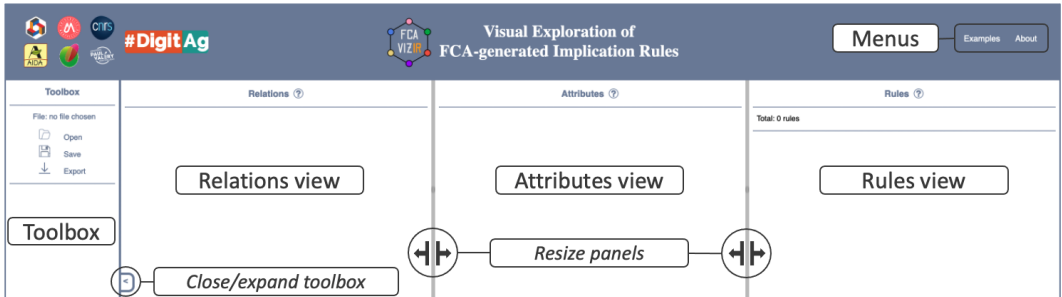 cnrs
#DigitAg
AIDA
FCA
VIZIR
Visual Exploration of
FCA-generated Implication Rules
Menus
Examples About
Toolbox
Relations ?
Attributes ?
Rules ?
File: no file chosen
Total: 0 rules
Open
Save
Export
Relations view
Attributes view
Rules view
Toolbox
Resize panels
<
Close/expand toolbox